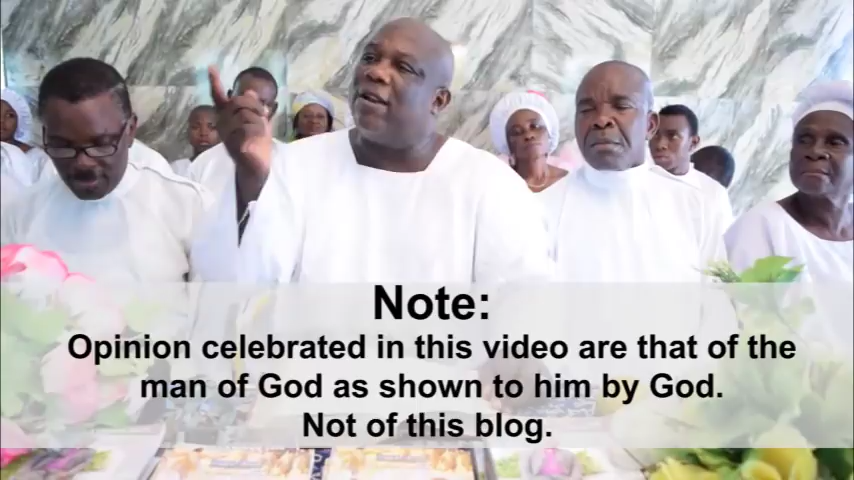 Note:
Opinion celebrated in this video are that of the
man of God as shown to him by God.
Not of this blog.